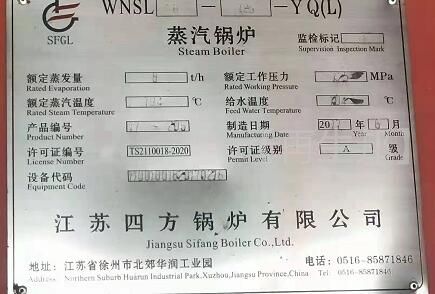 WNSL - -YQ(L)
SFGL
蒸汽锅炉 监检标记
Steam Boiler Supervision Inspection Mark
额定蒸发量 t/h 额定工作压力 MPa
Rated Evaporation Rated Working Pressure
额定蒸汽温度 ℃ 给水温度 ℃
Rated Steam Temperature Feed Water Temperature
产品编号 制造日期 20 年 月
Product Number Manufacturing Date Year Month
许可证编号 TS2110018-2020 许可证级别 A 级
License Number Permit Level Grade
设备代码
Equipment Code
江苏四方锅炉有限公司
Jiangsu Sifang Boiler Co.,Ltd.
地址: 江苏省徐州市北郊华润工业园 电话: 0516-85871846
Address: Northern Suburb Huarun Industrial Park,Xuzhou,Jiangsu Province,China Tel: 0516-85871846